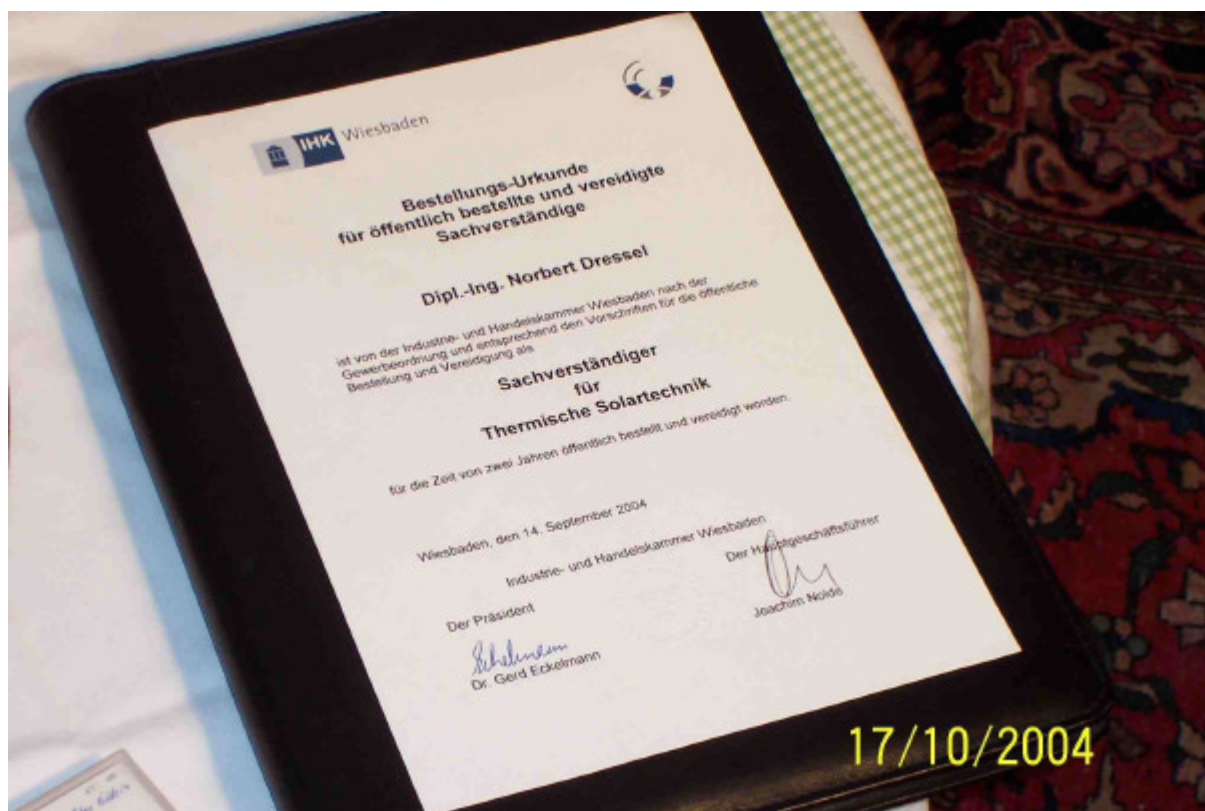 IHK Wiesbaden
Bestellungs-Urkunde
für öffentlich bestellte und vereidigte
Sachverständige
Dipl.-Ing. Norbert Dressel
ist von der Industrie- und Handelskammer Wiesbaden nach der
Gewerbeordnung und entsprechend den Vorschriften für die öffentliche
Bestellung und Vereidigung als
Sachverständiger
für
Thermische Solartechnik
für die Zeit von zwei Jahren öffentlich bestellt und vereidigt worden.
Wiesbaden, den 14. September 2004
Industrie- und Handelskammer Wiesbaden
Der Präsident
Der Hauptgeschäftsführer
Dr. Gerd Eckelmann
Joachim Nolde
17/10/2004